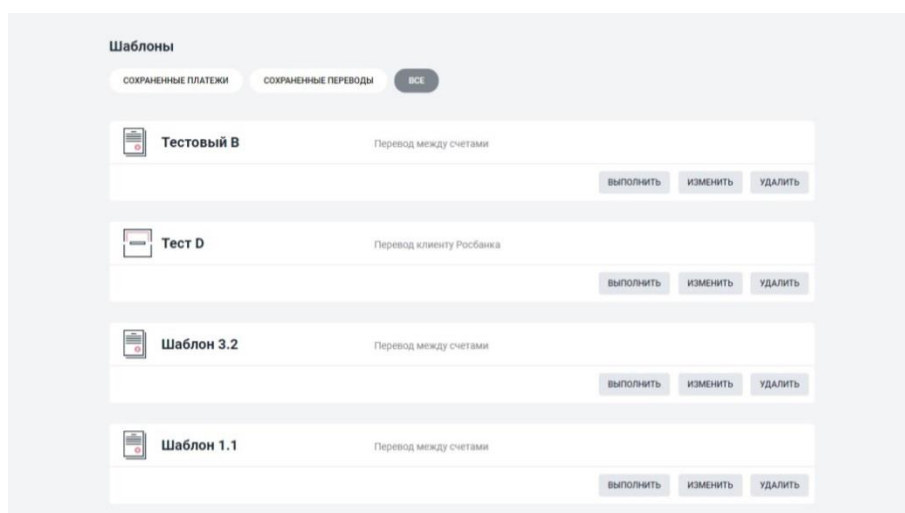 Шаблоны
СОХРАНЕННЫЕ ПЛАТЕЖИ СОХРАНЕННЫЕ ПЕРЕВОДЫ ВСЕ
Тестовый В Перевод между счетами
ВЫПОЛНИТЬ ИЗМЕНИТЬ УДАЛИТЬ
Тест D Перевод клиенту Росбанка
ВЫПОЛНИТЬ ИЗМЕНИТЬ УДАЛИТЬ
Шаблон 3.2 Перевод между счетами
ВЫПОЛНИТЬ ИЗМЕНИТЬ УДАЛИТЬ
Шаблон 1.1 Перевод между счетами
ВЫПОЛНИТЬ ИЗМЕНИТЬ УДАЛИТЬ